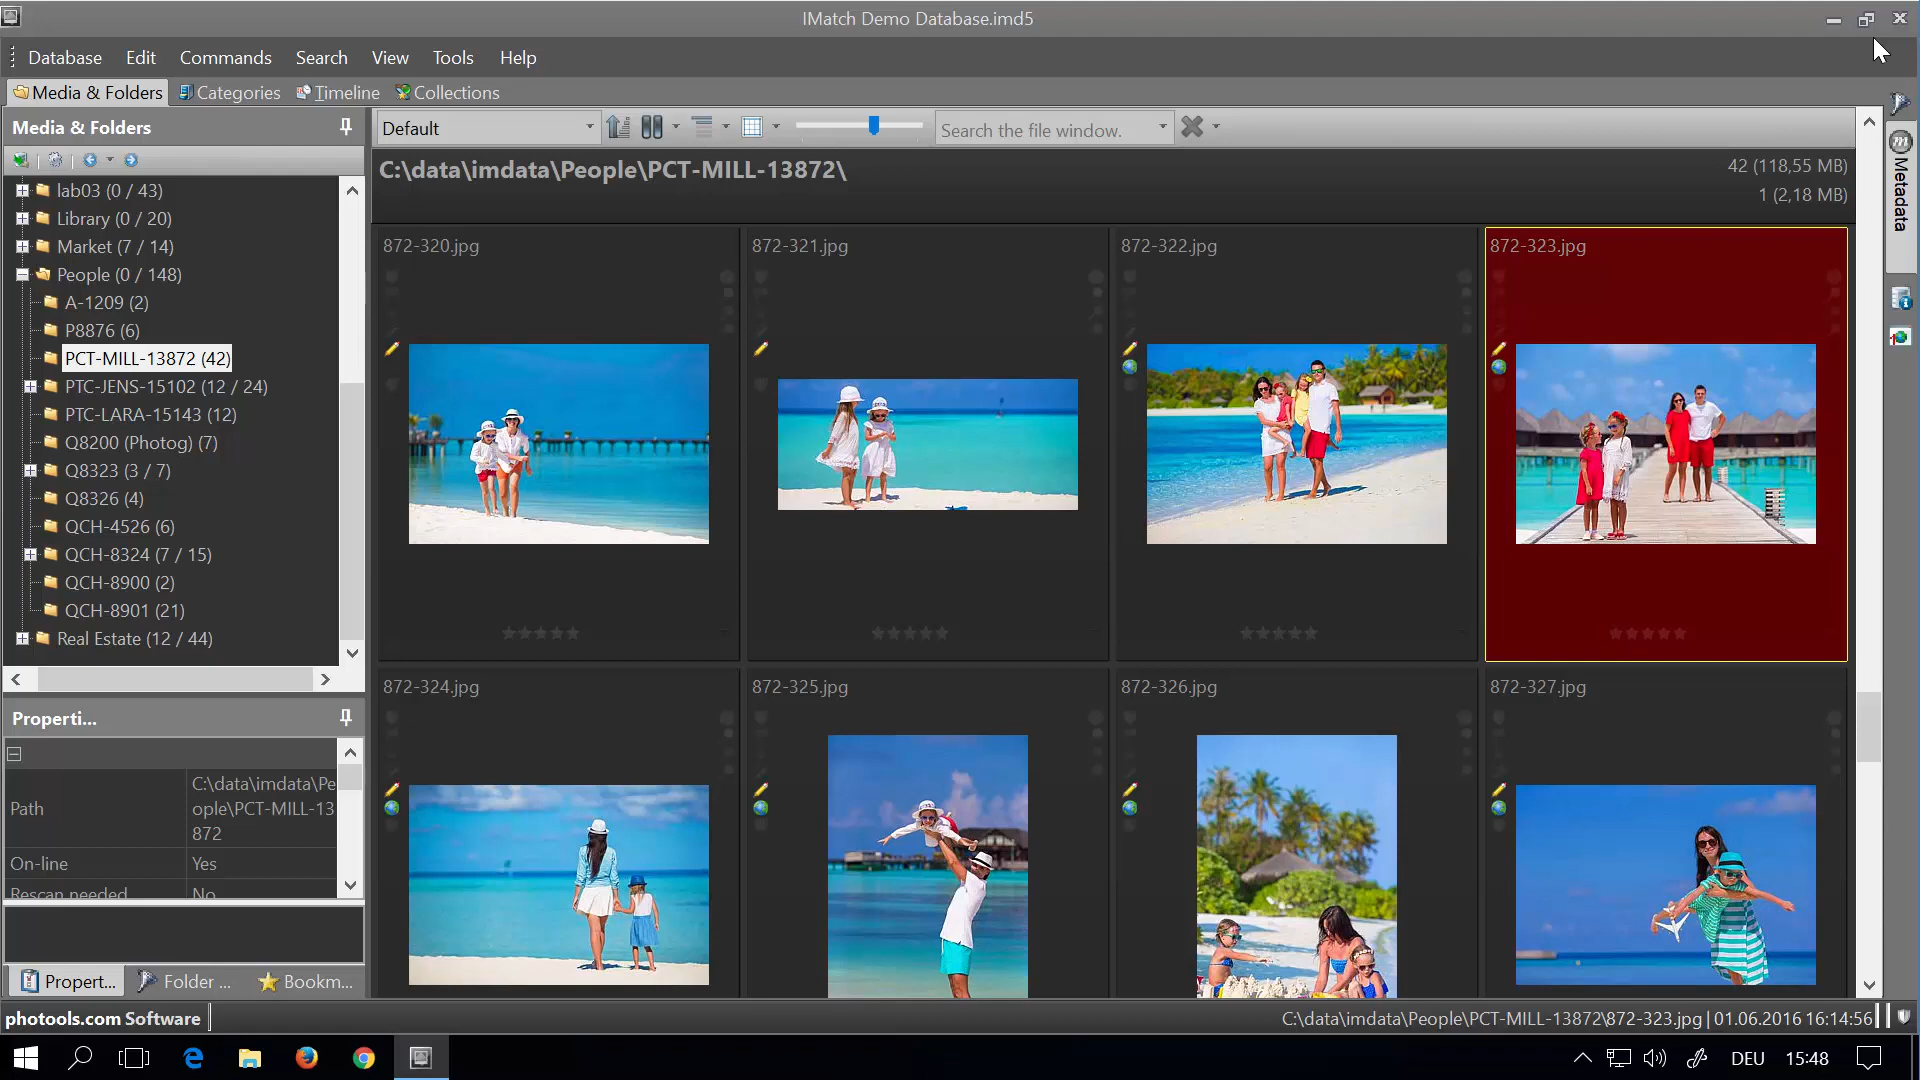 IMatch Demo Database.imd5
Database Edit Commands Search View Tools Help
Media & Folders Categories Timeline Collections
Media & Folders
Default
Search the file window.
C:\data\imdata\People\PCT-MILL-13872\
42 (118,55 MB)
1 (2,18 MB)
Metadata
lab03 (0 / 43)
Library (0 / 20)
Market (7 / 14)
People (0 / 148)
A-1209 (2)
P8876 (6)
PCT-MILL-13872 (42)
PTC-JENS-15102 (12 / 24)
PTC-LARA-15143 (12)
Q8200 (Photog) (7)
Q8323 (3 / 7)
Q8326 (4)
QCH-4526 (6)
QCH-8324 (7 / 15)
QCH-8900 (2)
QCH-8901 (21)
Real Estate (12 / 44)
872-320.jpg 872-321.jpg 872-322.jpg 872-323.jpg
872-324.jpg 872-325.jpg 872-326.jpg 872-327.jpg
Properti...
Path
C:\data\imdata\Pe
ople\PCT-MILL-13
872
On-line Yes
Rescan needed No
Propert... Folder ... Bookm...
photools.com Software
C:\data\imdata\People\PCT-MILL-13872\872-323.jpg | 01.06.2016 16:14:56
DEU 15:48